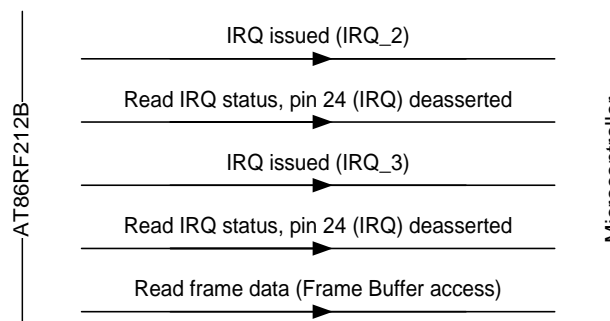 IRQ issued (IRQ_2)
Read IRQ status, pin 24 (IRQ) deasserted
IRQ issued (IRQ_3)
Read IRQ status, pin 24 (IRQ) deasserted
Read frame data (Frame Buffer access)
AT86RF212B
Microcontroller